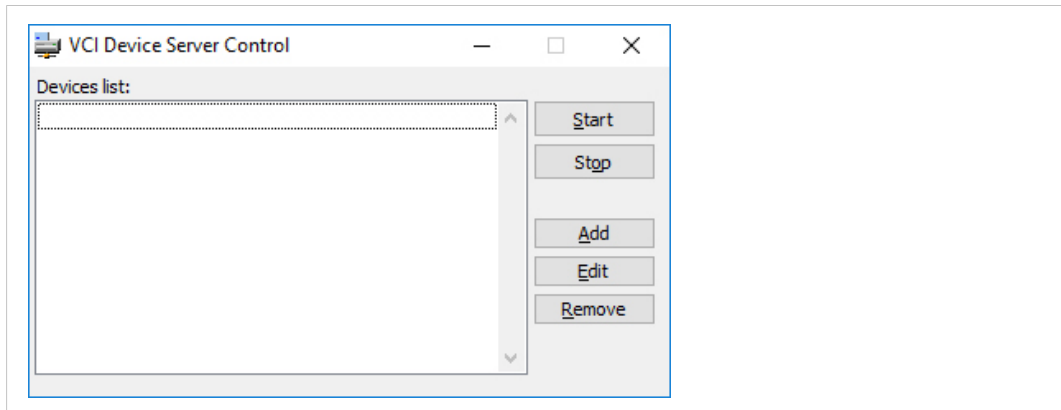 VCI Device Server Control
Devices list:
Start
Stop
Add
Edit
Remove